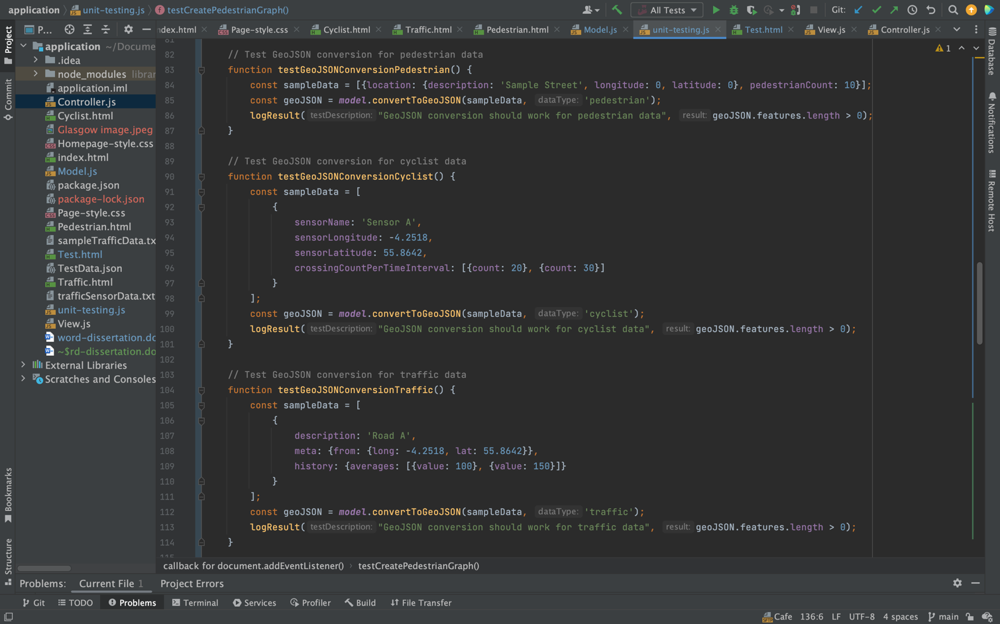 application › unit-testing.js › testCreatePedestrianGraph()
All Tests
Git:
P...
ndex.html
Page-style.css
Cyclist.html
Traffic.html
Pedestrian.html
Model.js
unit-testing.js
Test.html
View.js
Controller.js
Project
Commit
Bookmarks
Structure
application ~/Docume
.idea
node_modules librar
application.iml
Controller.js
Cyclist.html
Glasgow image.jpeg
Homepage-style.css
index.html
Model.js
package.json
package-lock.json
Page-style.css
Pedestrian.html
sampleTrafficData.tx
Test.html
TestData.json
Traffic.html
trafficSensorData.txt
unit-testing.js
View.js
word-dissertation.dc
~$rd-dissertation.do
External Libraries
Scratches and Consoles
1
81
82 // Test GeoJSON conversion for pedestrian data
83 function testGeoJSONConversionPedestrian() {
84 const sampleData = [{location: {description: 'Sample Street', longitude: 0, latitude: 0}, pedestrianCount: 10}];
85 const geoJSON = model.convertToGeoJSON(sampleData, dataType: 'pedestrian');
86 logResult( testDescription: "GeoJSON conversion should work for pedestrian data", result: geoJSON.features.length > 0);
87 }
88
89 // Test GeoJSON conversion for cyclist data
90 function testGeoJSONConversionCyclist() {
91 const sampleData = [
92 {
93 sensorName: 'Sensor A',
94 sensorLongitude: -4.2518,
95 sensorLatitude: 55.8642,
96 crossingCountPerTimeInterval: [{count: 20}, {count: 30}]
97 }
98 ];
99 const geoJSON = model.convertToGeoJSON(sampleData, dataType: 'cyclist');
100 logResult( testDescription: "GeoJSON conversion should work for cyclist data", result: geoJSON.features.length > 0);
101 }
102
103 // Test GeoJSON conversion for traffic data
104 function testGeoJSONConversionTraffic() {
105 const sampleData = [
106 {
107 description: 'Road A',
108 meta: {from: {long: -4.2518, lat: 55.8642}},
109 history: {averages: [{value: 100}, {value: 150}]}
110 }
111 ];
112 const geoJSON = model.convertToGeoJSON(sampleData, dataType: 'traffic');
113 logResult( testDescription: "GeoJSON conversion should work for traffic data", result: geoJSON.features.length > 0);
114 }
115
Database
Notifications
Remote Host
callback for document.addEventListener() › testCreatePedestrianGraph()
Problems: Current File 1 Project Errors
Git TODO Problems Terminal Services Profiler Build File Transfer
SFTP Cafe 136:6 LF UTF-8 4 spaces main